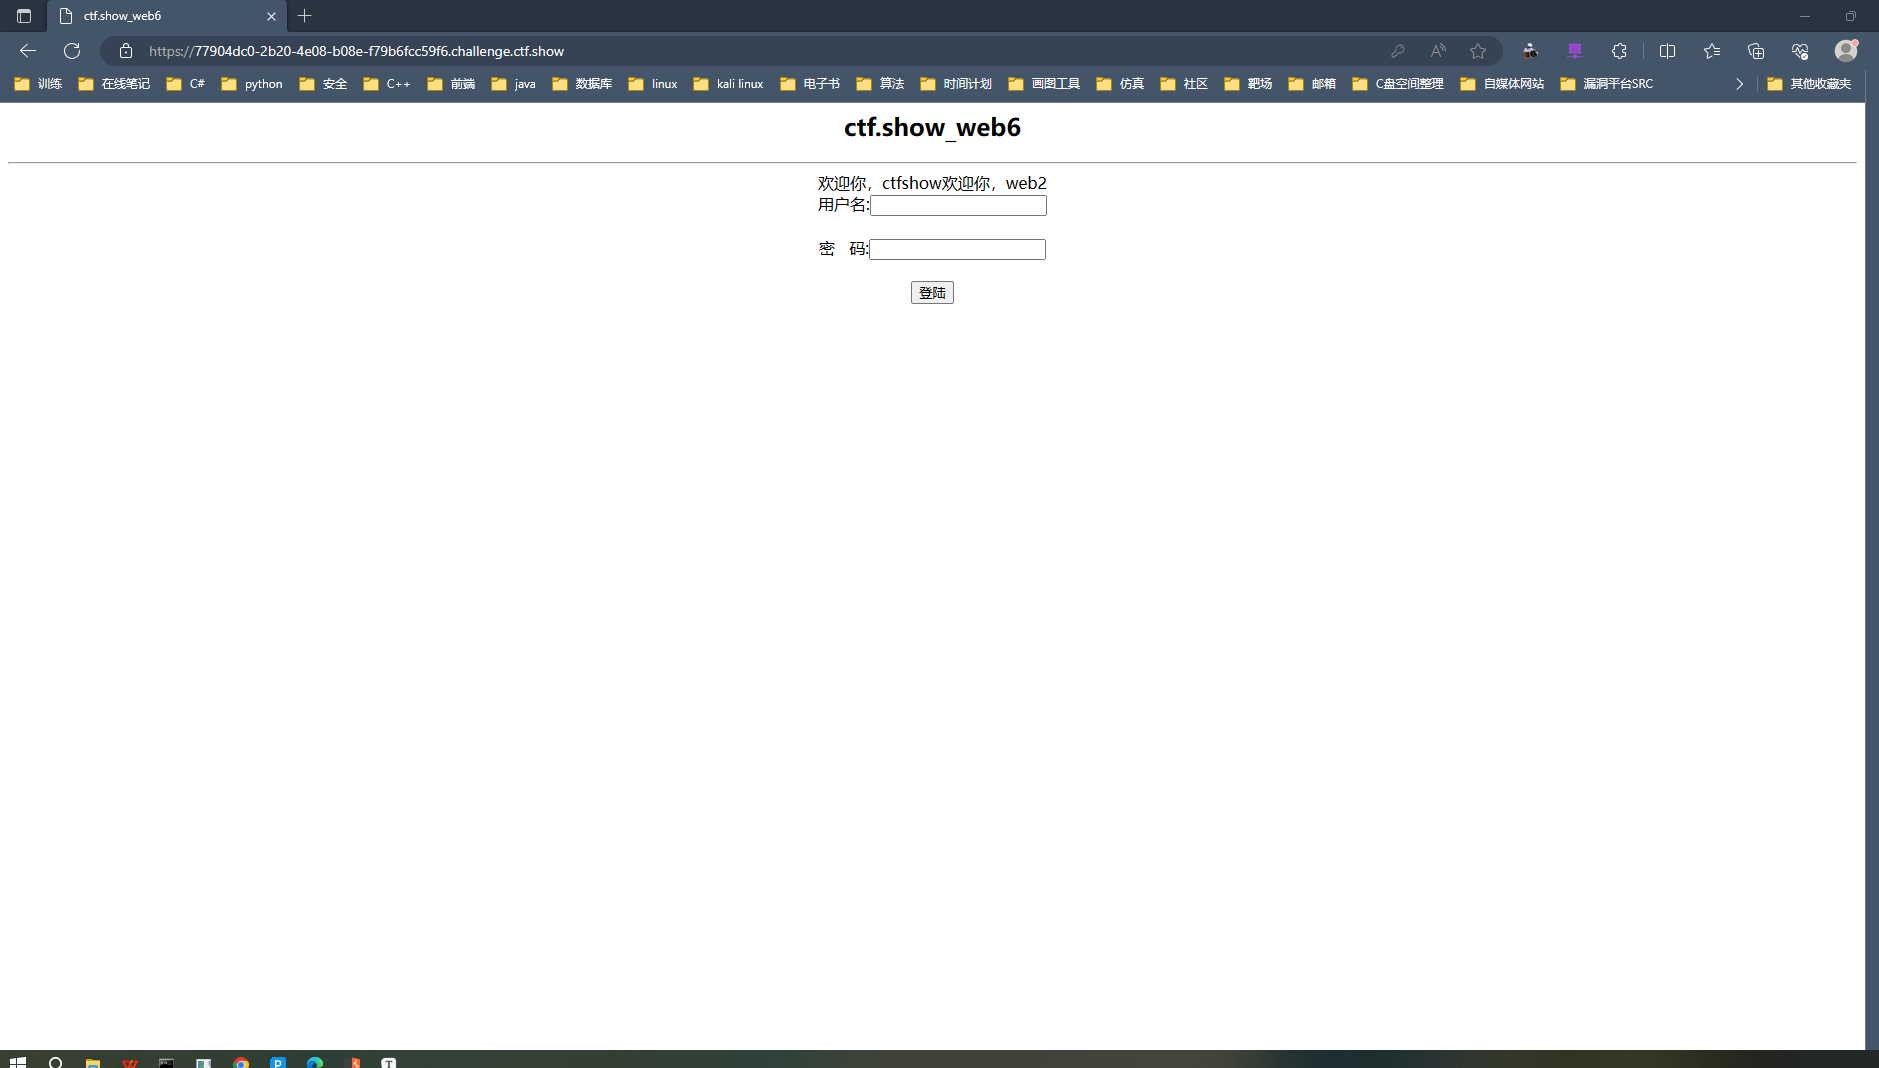 ctf.show_web6
https://77904dc0-2b20-4e08-b08e-f79b6fcc59f6.challenge.ctf.show
训练 在线笔记 C# python 安全 C++ 前端 java 数据库 linux kali linux 电子书 算法 时间计划 画图工具 仿真 社区 靶场 邮箱 C盘空间整理 自媒体网站 漏洞平台SRC 其他收藏夹
ctf.show_web6
欢迎你，ctfshow欢迎你，web2
用户名:
密 码:
登陆